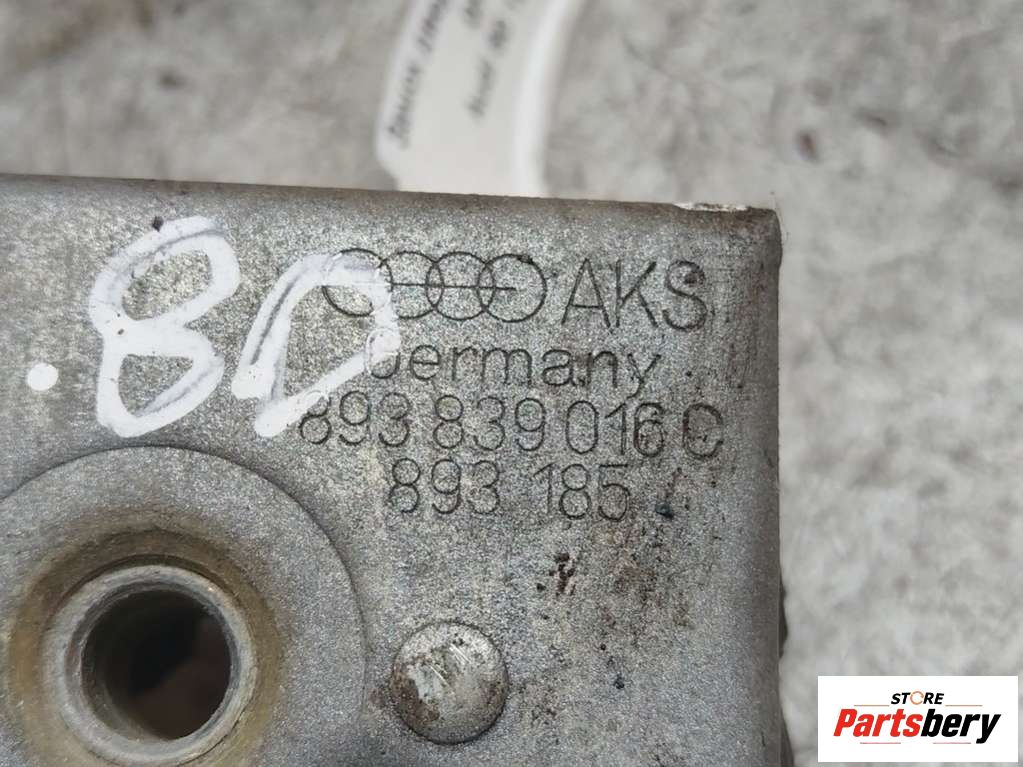 80
AKS
Germany
893 839 016 C
893 185
STORE
Partsbery